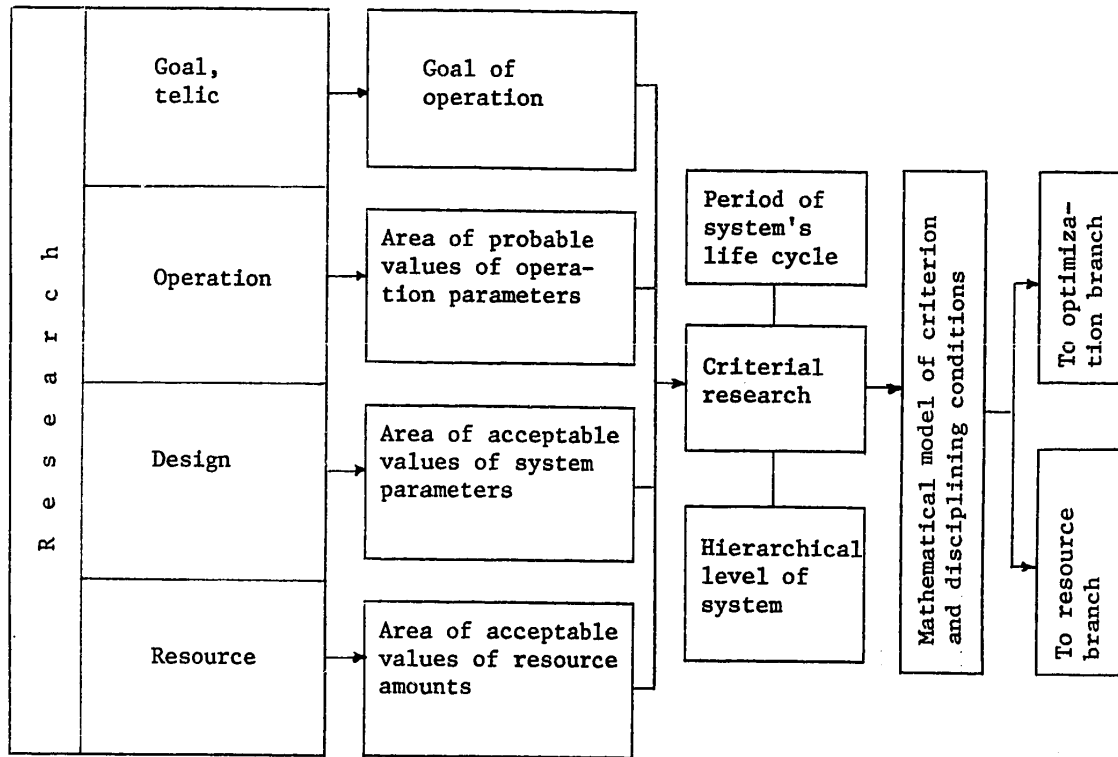 Research
Goal,
telic
Operation
Design
Resource
Goal of
operation
Area of probable
values of opera-
tion parameters
Area of acceptable
values of system
parameters
Area of acceptable
values of resource
amounts
Period of
system's
life cycle
Criterial
research
Hierarchical
level of
system
Mathematical model of criterion
and disciplining conditions
To optimiza-
tion branch
To resource
branch